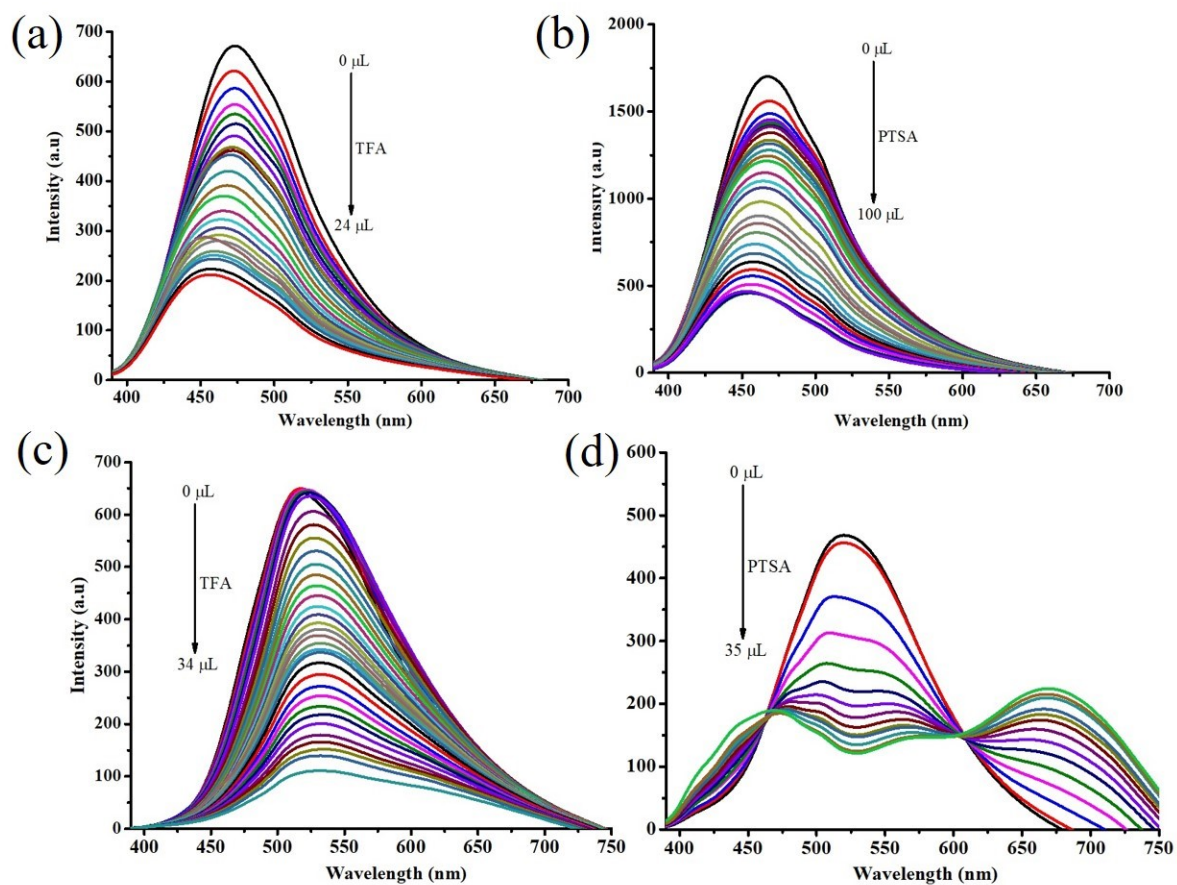 (a)
700
600
500
400
300
200
100
0
Intensity (a.u)
0 µL
TFA
24 µL
400 450 500 550 600 650 700
Wavelength (nm)
(b)
2000
1500
1000
500
0
Intensity (a.u)
0 µL
PTSA
100 µL
400 450 500 550 600 650 700
Wavelength (nm)
(c)
700
600
500
400
300
200
100
0
Intensity (a.u)
0 µL
TFA
34 µL
400 450 500 550 600 650 700 750
Wavelength (nm)
(d)
600
500
400
300
200
100
0
Intensity (a.u)
0 µL
PTSA
35 µL
400 450 500 550 600 650 700 750
Wavelength (nm)